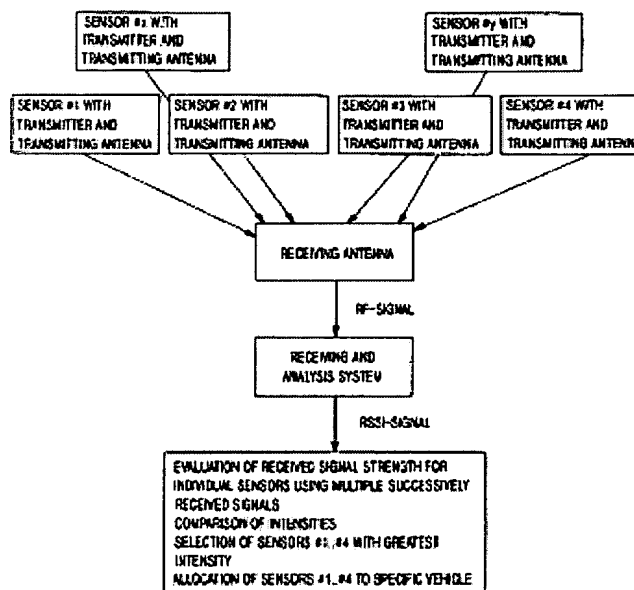 SENSOR #x WITH
TRANSMITTER AND
TRANSMITTING ANTENNA
SENSOR #y WITH
TRANSMITTER AND
TRANSMITTING ANTENNA
SENSOR #1 WITH
TRANSMITTER AND
TRANSMITTING ANTENNA
SENSOR #2 WITH
TRANSMITTER AND
TRANSMITTING ANTENNA
SENSOR #3 WITH
TRANSMITTER AND
TRANSMITTING ANTENNA
SENSOR #4 WITH
TRANSMITTER AND
TRANSMITTING ANTENNA
RECEIVING ANTENNA
RF-SIGNAL
RECEIVING AND
ANALYSIS SYSTEM
RSSI-SIGNAL
EVALUATION OF RECEIVED SIGNAL STRENGTH FOR
INDIVIDUAL SENSORS USING MULTIPLE SUCCESSIVELY
RECEIVED SIGNALS
COMPARISON OF INTENSITIES
SELECTION OF SENSORS #1..#4 WITH GREATEST
INTENSITY
ALLOCATION OF SENSORS #1..#4 TO SPECIFIC VEHICLE